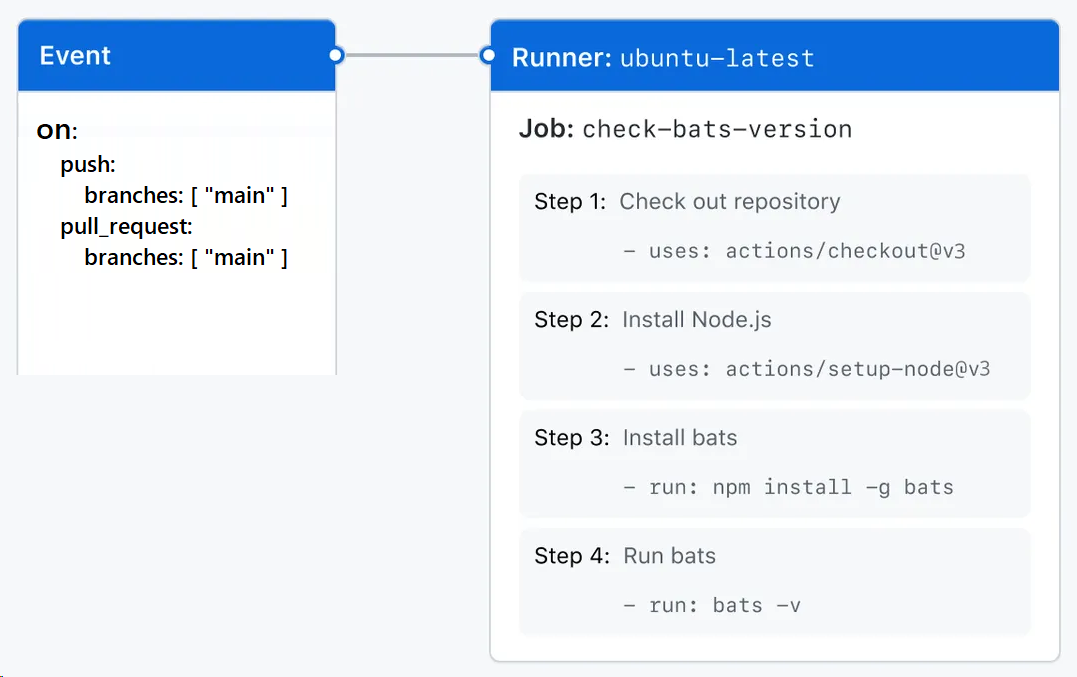 Event
on:
push:
branches: [ "main" ]
pull_request:
branches: [ "main" ]
Runner: ubuntu-latest
Job: check-bats-version
Step 1: Check out repository
- uses: actions/checkout@v3
Step 2: Install Node.js
- uses: actions/setup-node@v3
Step 3: Install bats
- run: npm install -g bats
Step 4: Run bats
- run: bats -v